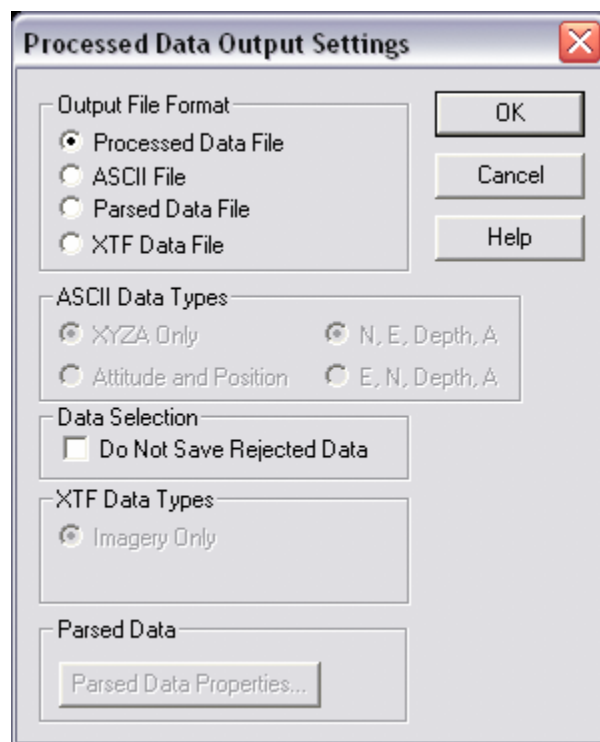 Processed Data Output Settings
Output File Format
Processed Data File
ASCII File
Parsed Data File
XTF Data File
OK
Cancel
Help
ASCII Data Types
XYZA Only
N, E, Depth, A
Attitude and Position
E, N, Depth, A
Data Selection
Do Not Save Rejected Data
XTF Data Types
Imagery Only
Parsed Data
Parsed Data Properties...